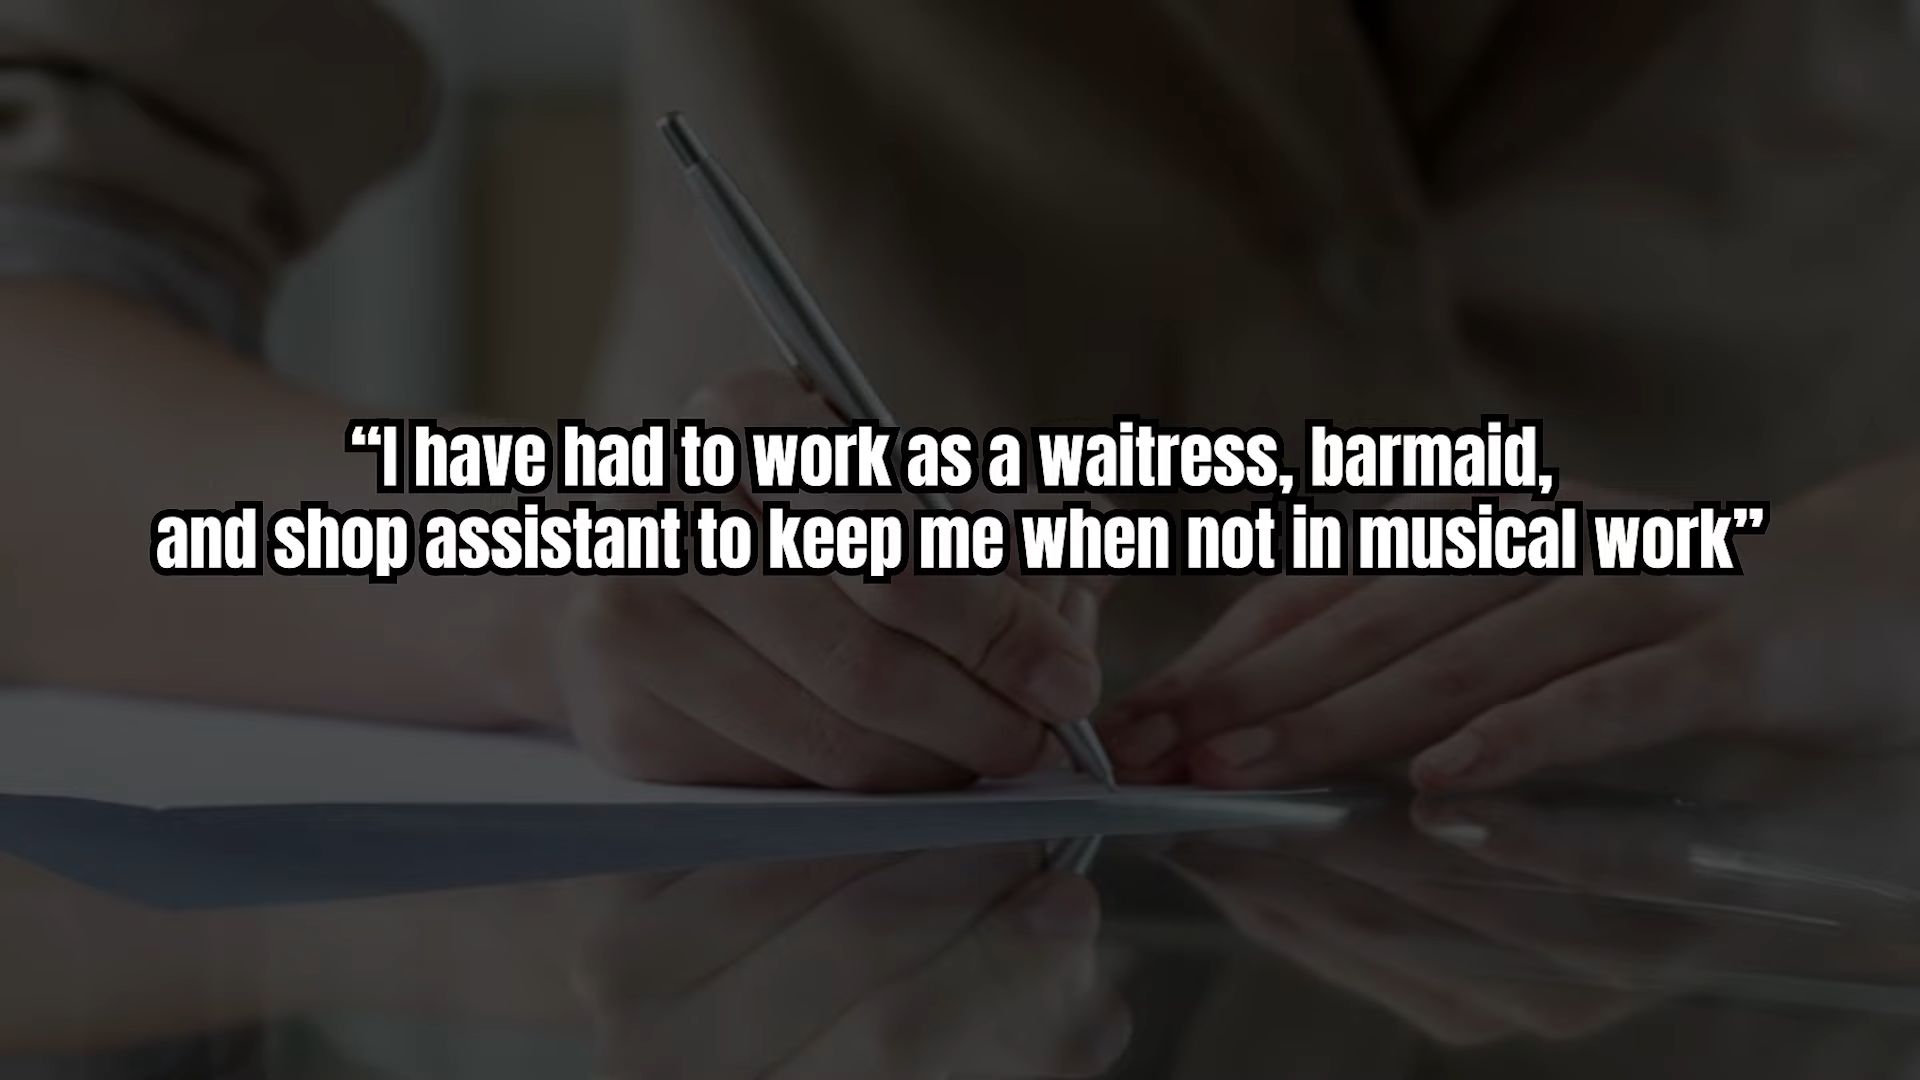 “I have had to work as a waitress, barmaid,
and shop assistant to keep me when not in musical work”